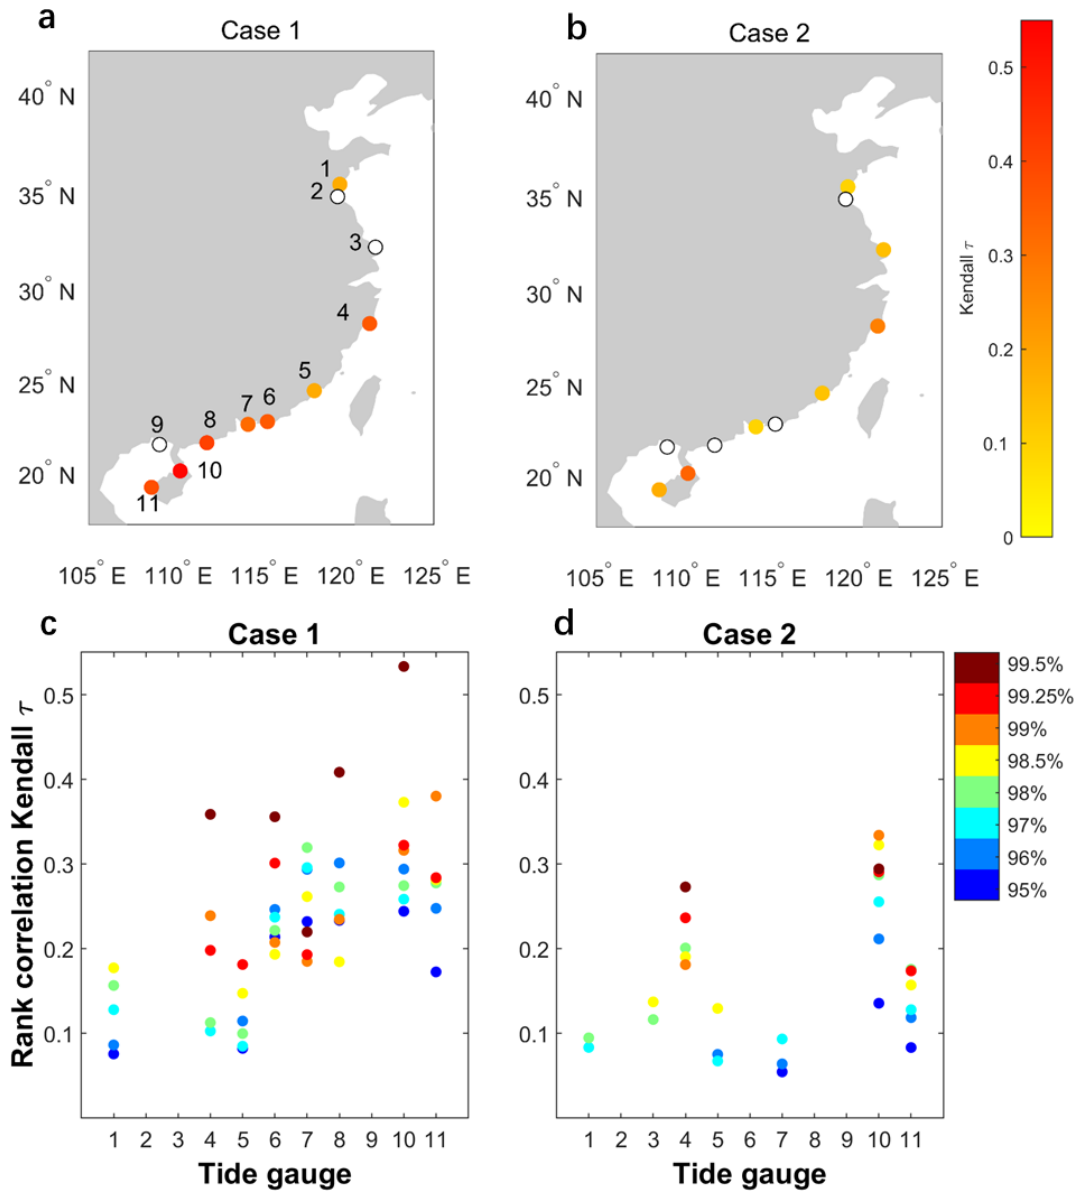 a
Case 1
b
Case 2
40° N
35° N
30° N
25° N
20° N
1
2
3
4
5
6
7
8
9
10
11
105° E 110° E 115° E 120° E 125° E
40° N
35° N
30° N
25° N
20° N
105° E 110° E 115° E 120° E 125° E
0.5
0.4
0.3
0.2
0.1
0
Kendall τ
c
Case 1
0.5
0.4
0.3
0.2
0.1
Rank correlation Kendall τ
1 2 3 4 5 6 7 8 9 10 11
Tide gauge
d
Case 2
0.5
0.4
0.3
0.2
0.1
1 2 3 4 5 6 7 8 9 10 11
Tide gauge
99.5%
99.25%
99%
98.5%
98%
97%
96%
95%